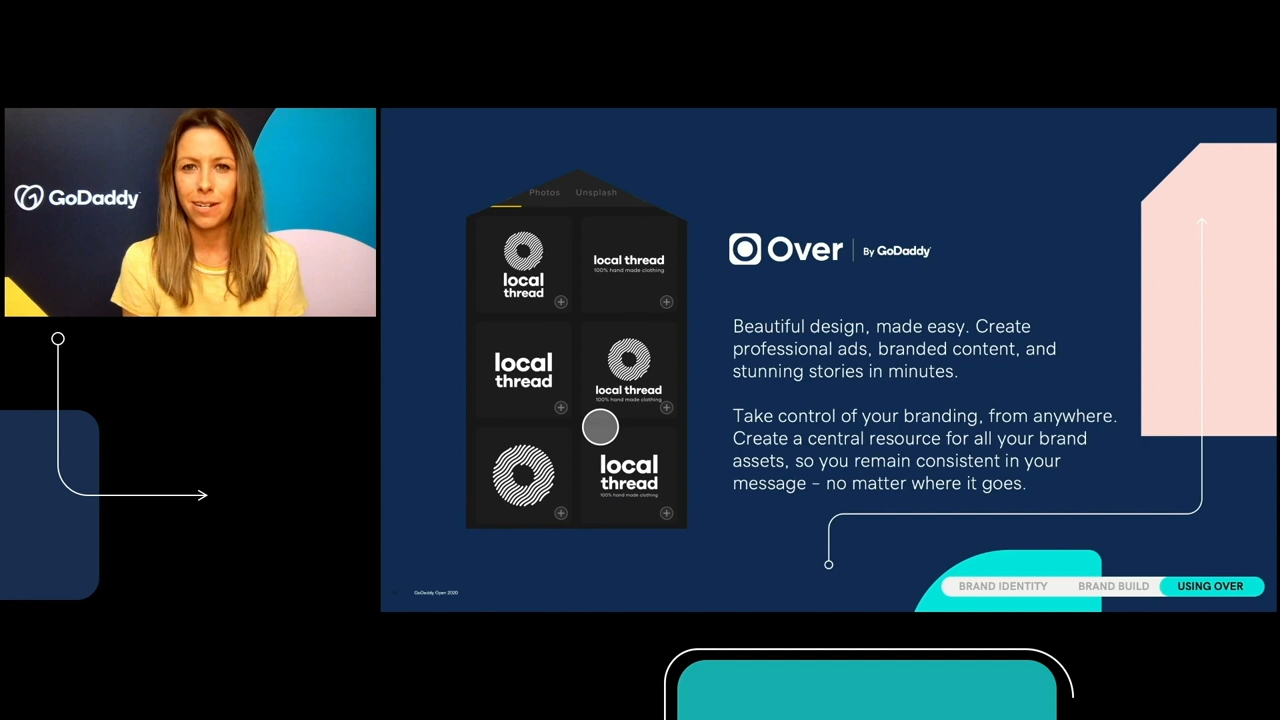 GoDaddy
Photos Unsplash
local
thread
local thread
100% hand made clothing
local
thread
local thread
100% hand made clothing
local
thread
100% hand made clothing
Over By GoDaddy
Beautiful design, made easy. Create
professional ads, branded content, and
stunning stories in minutes.
Take control of your branding, from anywhere.
Create a central resource for all your brand
assets, so you remain consistent in your
message – no matter where it goes.
GoDaddy Open 2020
BRAND IDENTITY BRAND BUILD USING OVER